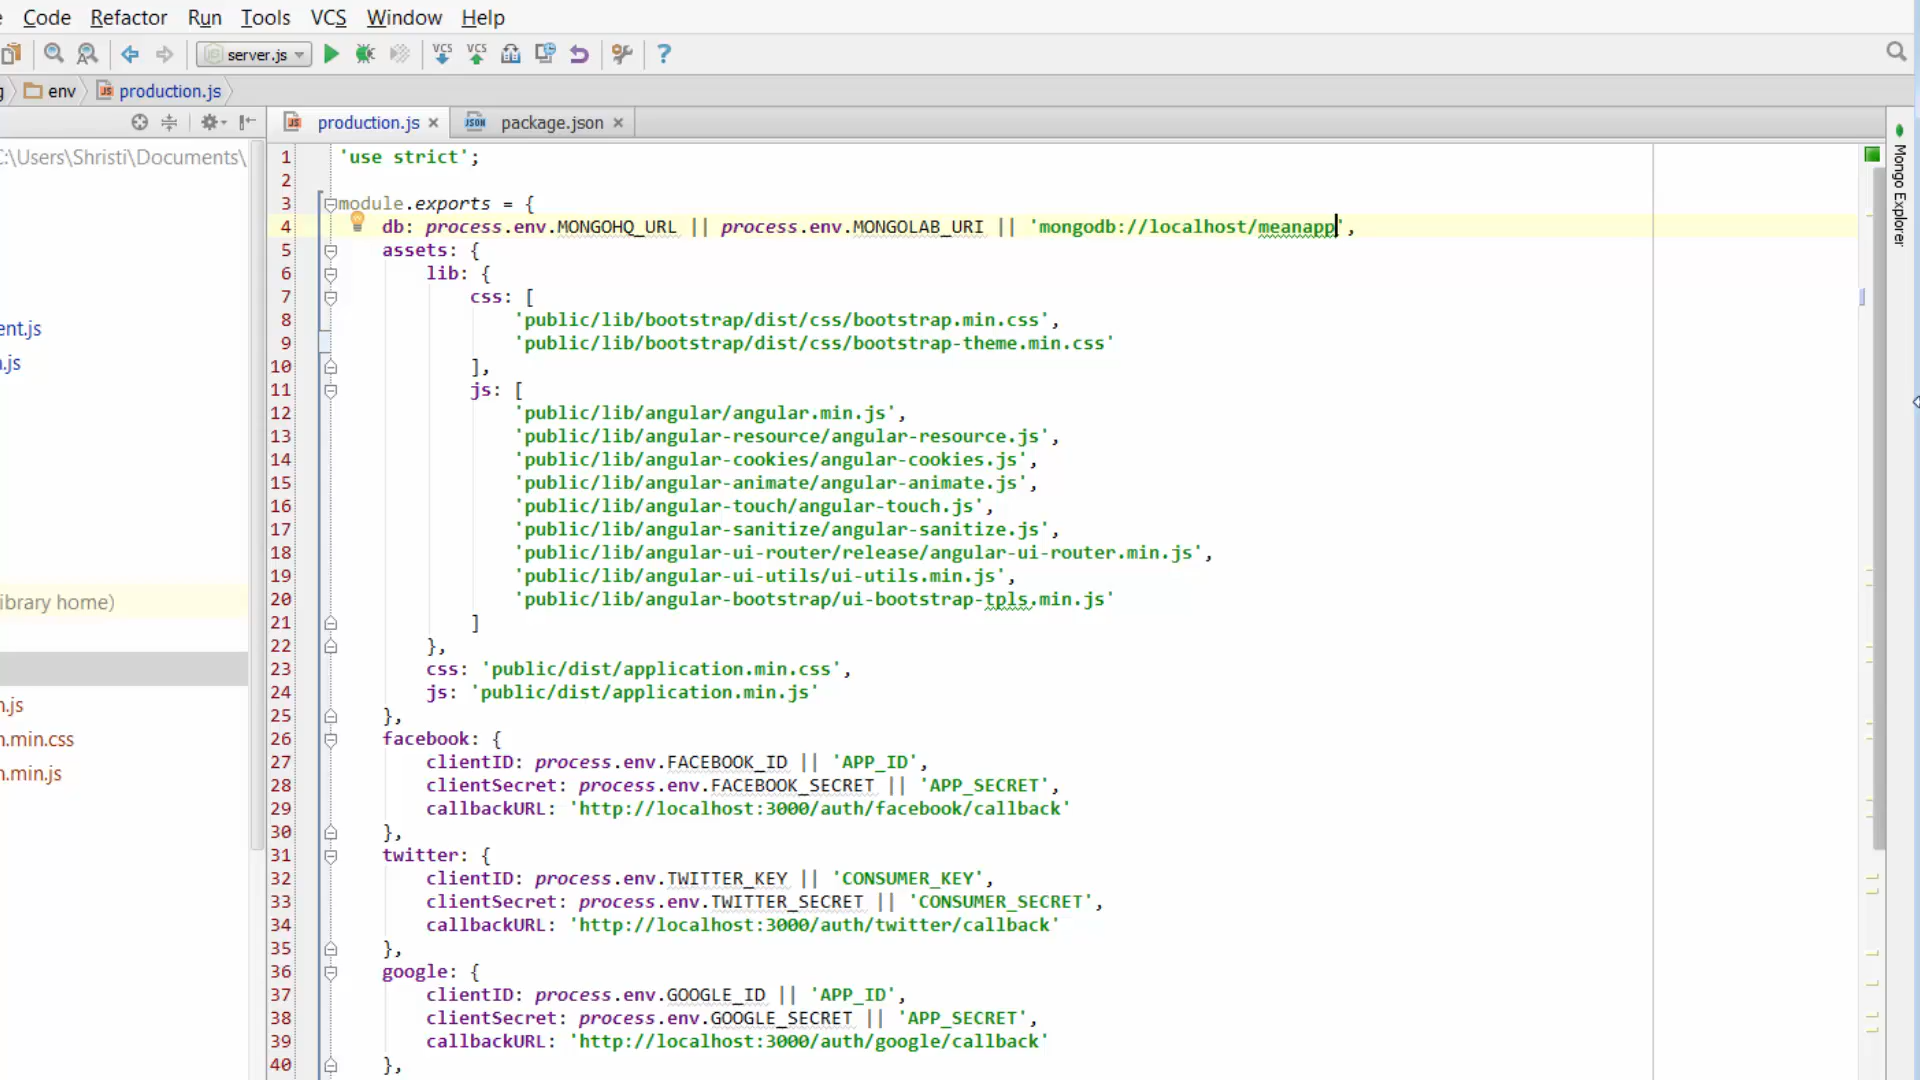 Code Refactor Run Tools VCS Window Help
server.js VCS VCS ?
env production.js
production.js package.json
:\Users\Shristi\Documents\
ent.js
.js
ibrary home)
n.js
n.min.css
n.min.js
Mongo Explorer
1 'use strict';
2
3 module.exports = {
4 db: process.env.MONGOHQ_URL || process.env.MONGOLAB_URI || 'mongodb://localhost/meanapp',
5 assets: {
6 lib: {
7 css: [
8 'public/lib/bootstrap/dist/css/bootstrap.min.css',
9 'public/lib/bootstrap/dist/css/bootstrap-theme.min.css'
10 ],
11 js: [
12 'public/lib/angular/angular.min.js',
13 'public/lib/angular-resource/angular-resource.js',
14 'public/lib/angular-cookies/angular-cookies.js',
15 'public/lib/angular-animate/angular-animate.js',
16 'public/lib/angular-touch/angular-touch.js',
17 'public/lib/angular-sanitize/angular-sanitize.js',
18 'public/lib/angular-ui-router/release/angular-ui-router.min.js',
19 'public/lib/angular-ui-utils/ui-utils.min.js',
20 'public/lib/angular-bootstrap/ui-bootstrap-tpls.min.js'
21 ]
22 },
23 css: 'public/dist/application.min.css',
24 js: 'public/dist/application.min.js'
25 },
26 facebook: {
27 clientID: process.env.FACEBOOK_ID || 'APP_ID',
28 clientSecret: process.env.FACEBOOK_SECRET || 'APP_SECRET',
29 callbackURL: 'http://localhost:3000/auth/facebook/callback'
30 },
31 twitter: {
32 clientID: process.env.TWITTER_KEY || 'CONSUMER_KEY',
33 clientSecret: process.env.TWITTER_SECRET || 'CONSUMER_SECRET',
34 callbackURL: 'http://localhost:3000/auth/twitter/callback'
35 },
36 google: {
37 clientID: process.env.GOOGLE_ID || 'APP_ID',
38 clientSecret: process.env.GOOGLE_SECRET || 'APP_SECRET',
39 callbackURL: 'http://localhost:3000/auth/google/callback'
40 },